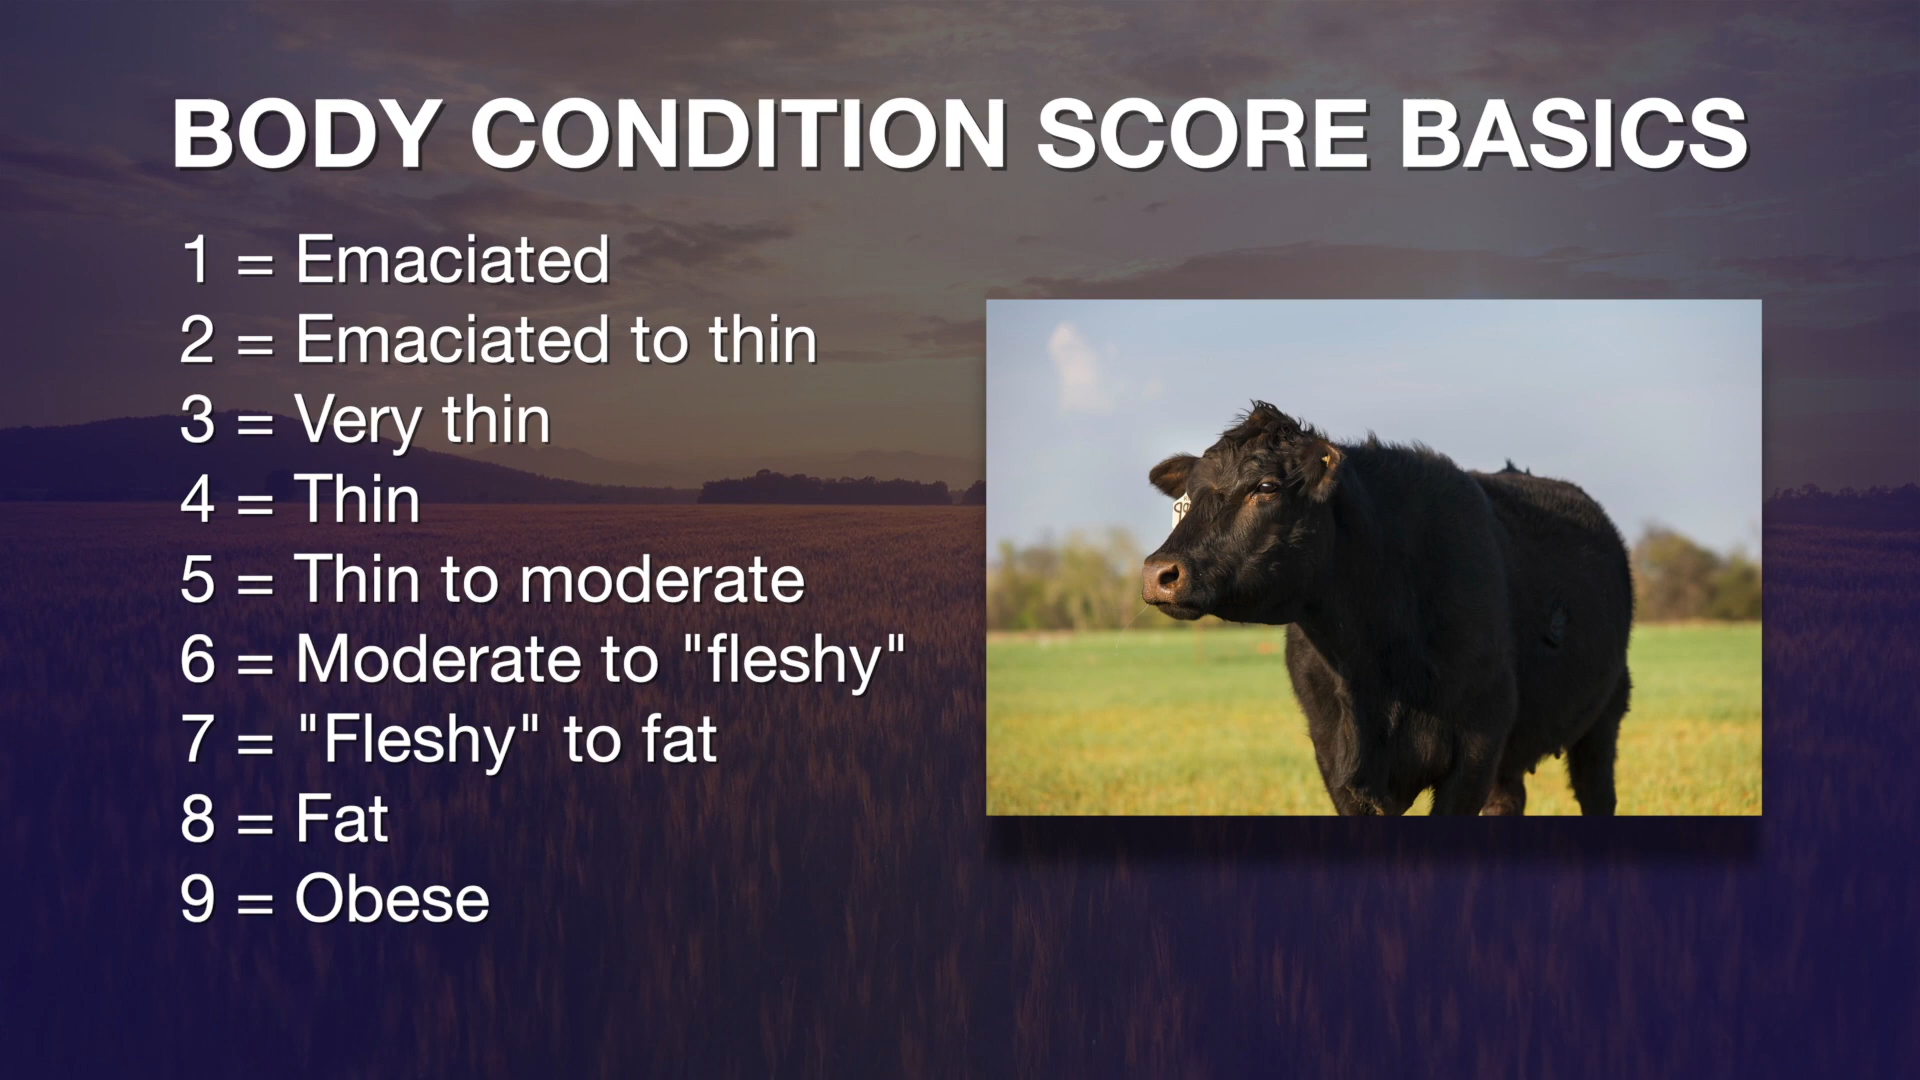 BODY CONDITION SCORE BASICS
1 = Emaciated
2 = Emaciated to thin
3 = Very thin
4 = Thin
5 = Thin to moderate
6 = Moderate to "fleshy"
7 = "Fleshy" to fat
8 = Fat
9 = Obese